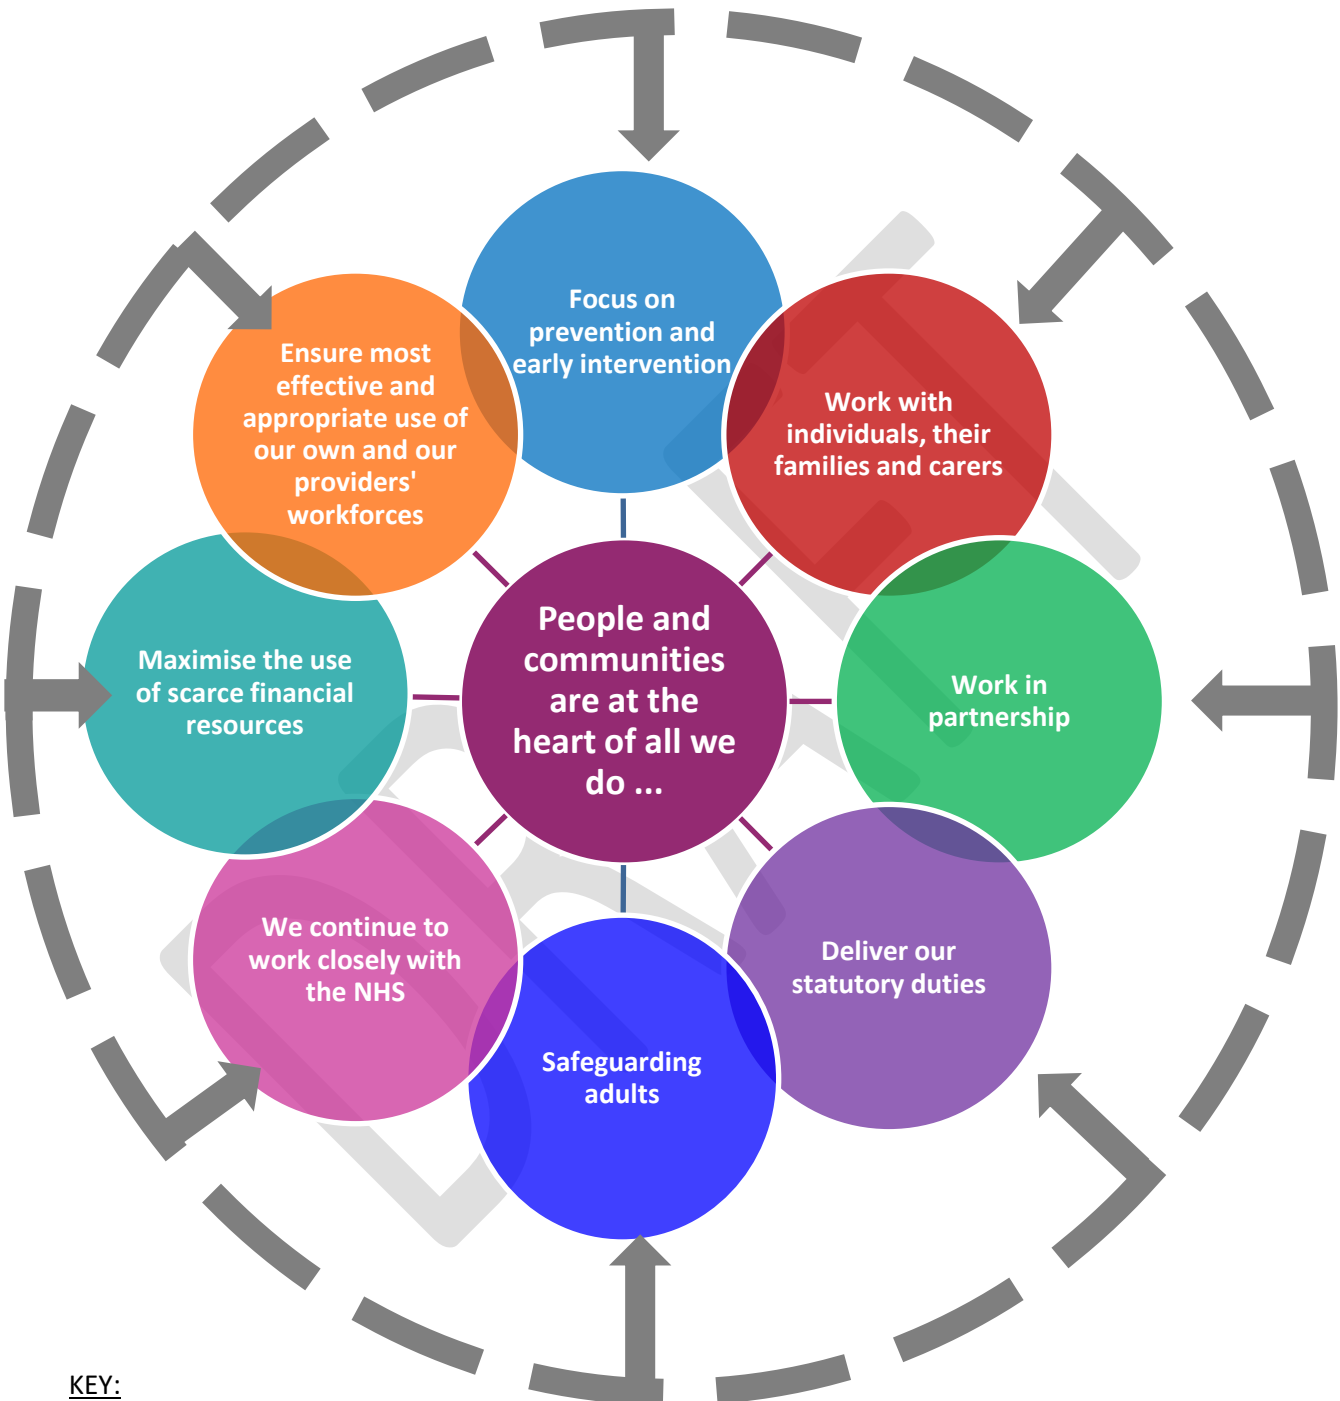 Focus on
prevention and
early intervention
Ensure most
effective and
appropriate use of
our own and our
providers'
workforces
Work with
individuals, their
families and carers
People and
communities
are at the
heart of all we
do ...
Maximise the use
of scarce financial
resources
Work in
partnership
We continue to
work closely with
the NHS
Deliver our
statutory duties
Safeguarding
adults
KEY: